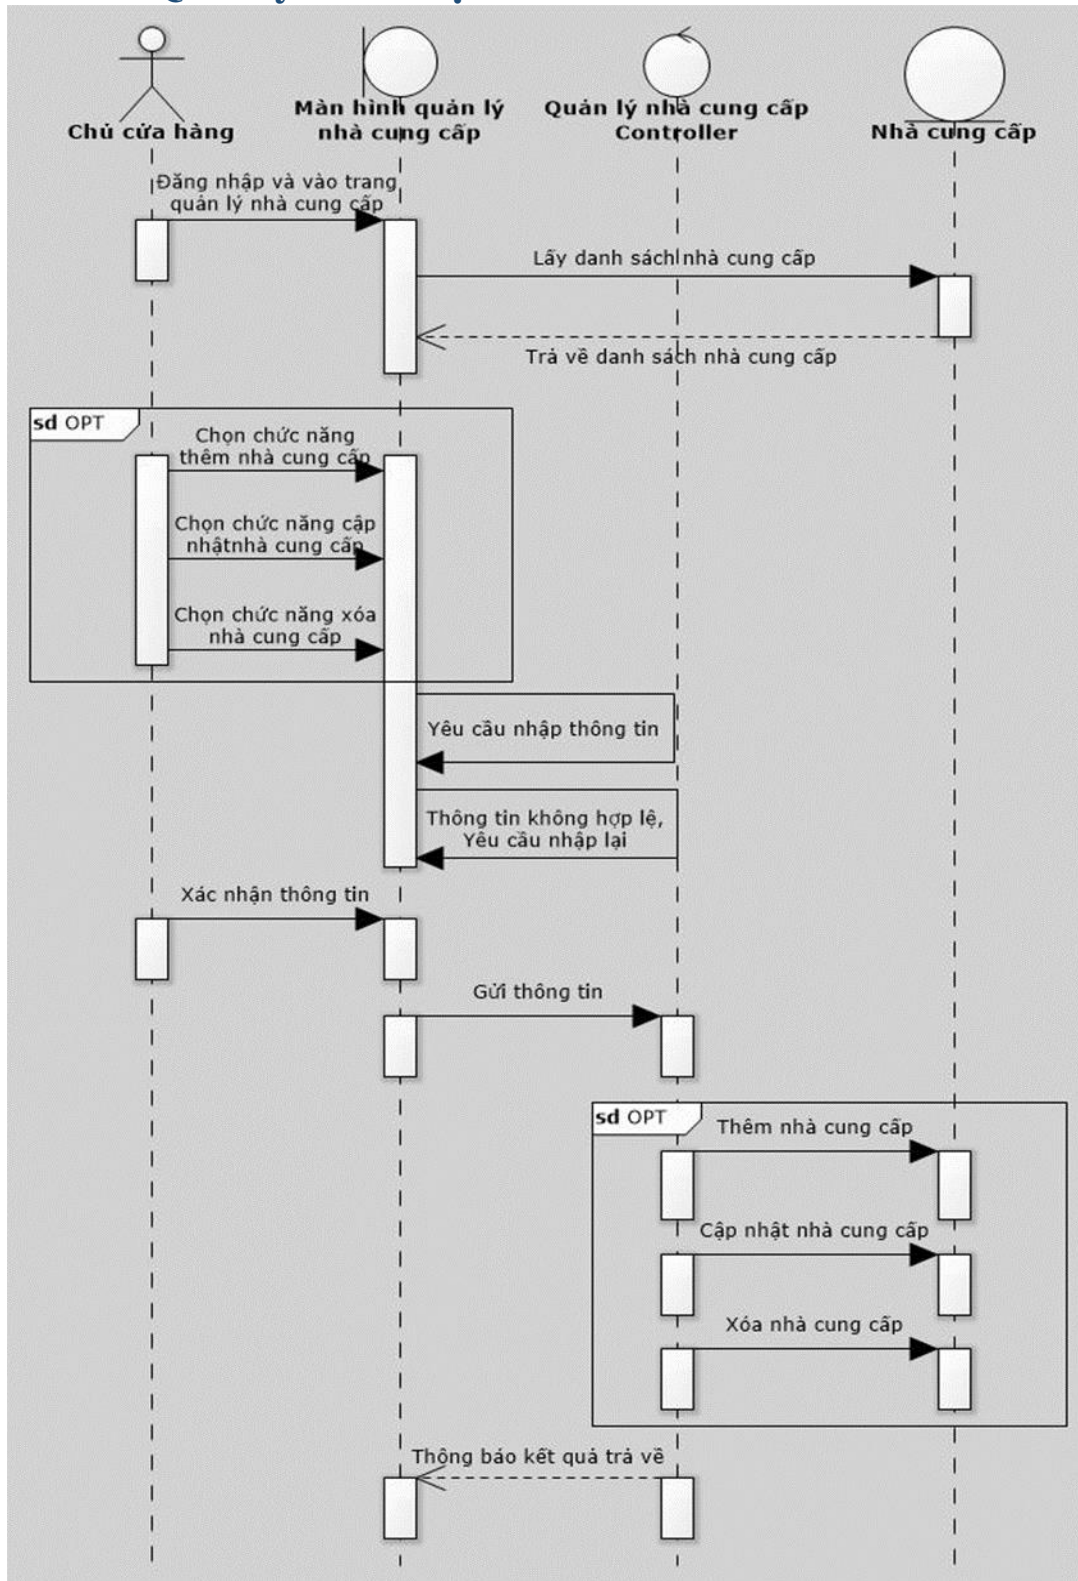 Chủ cửa hàng
Màn hình quản lý
nhà cung cấp
Quản lý nhà cung cấp
Controller
Nhà cung cấp
Đăng nhập và vào trang
quản lý nhà cung cấp
Lấy danh sách nhà cung cấp
Trả về danh sách nhà cung cấp
sd OPT
Chọn chức năng
thêm nhà cung cấp
Chọn chức năng cập
nhậtnhà cung cấp
Chọn chức năng xóa
nhà cung cấp
Yêu cầu nhập thông tin
Thông tin không hợp lệ,
Yêu cầu nhập lại
Xác nhận thông tin
Gửi thông tin
sd OPT
Thêm nhà cung cấp
Cập nhật nhà cung cấp
Xóa nhà cung cấp
Thông báo kết quả trả về